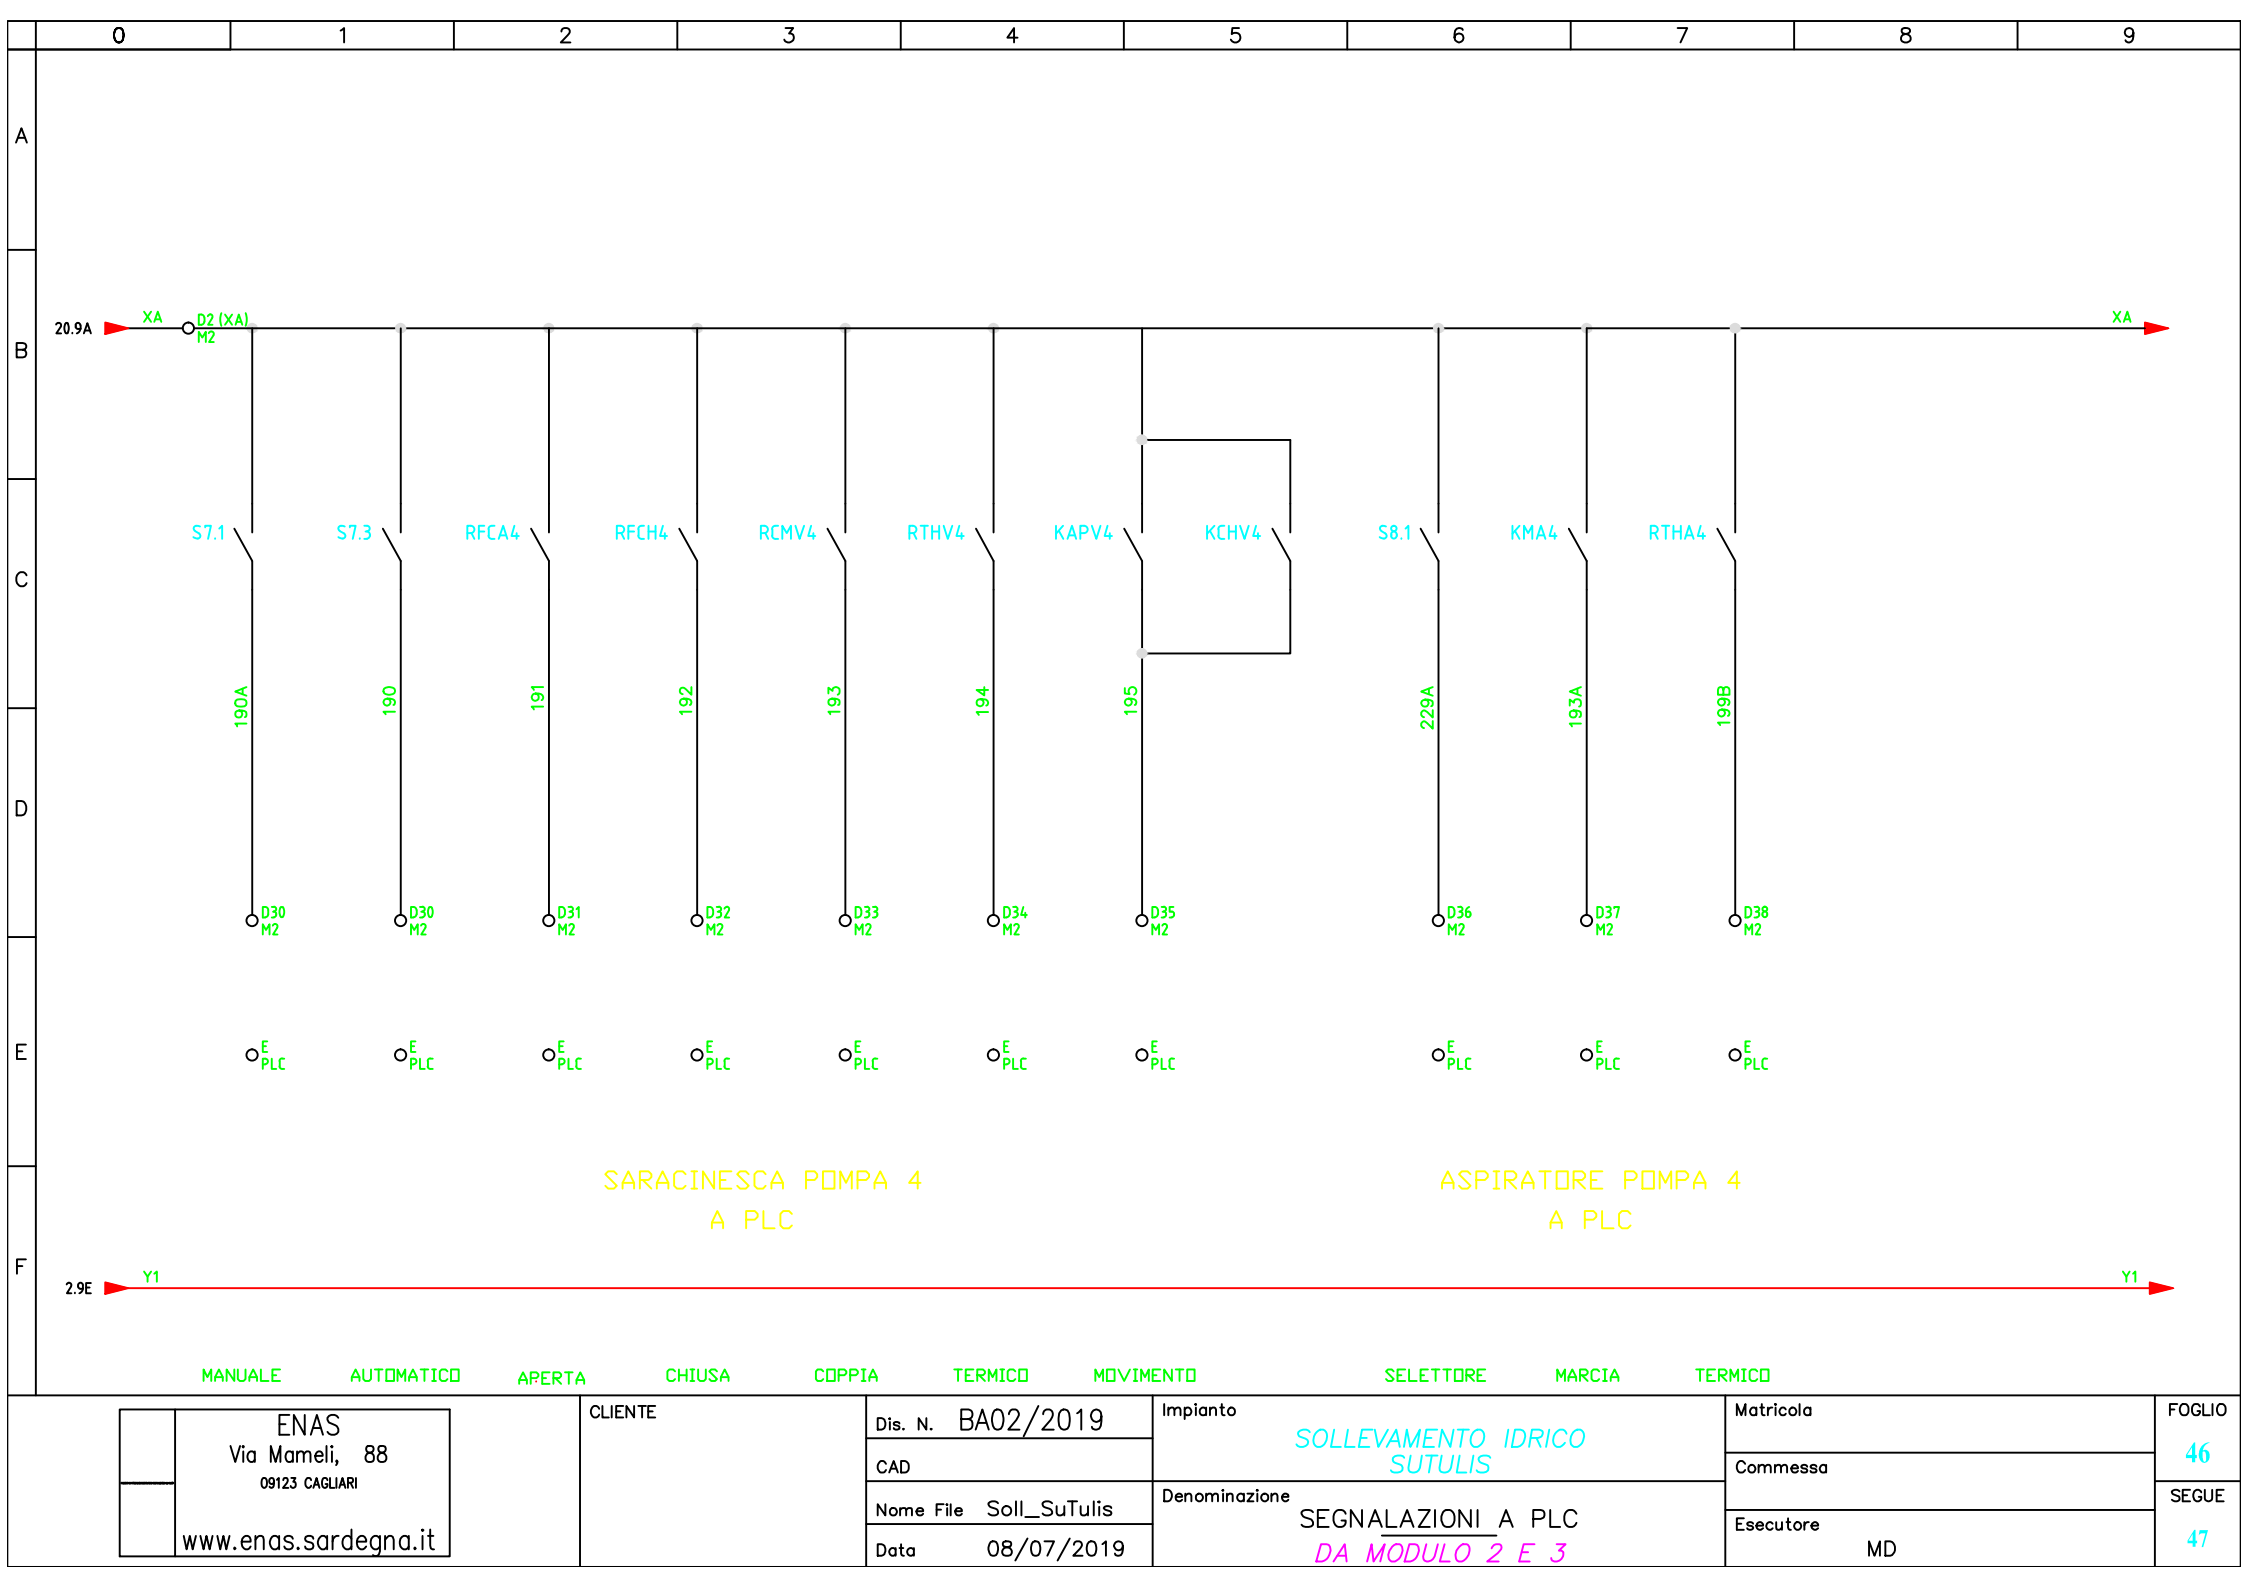 0 1 2 3 4 5 6 7 8 9
A
XA D2 (XA) XA
20.9A
M2
B
S7.1 S7.3 RFCA4 RFCH4 RCMV4 RTHV4 KAPV4 KCHV4 S8.1 KMA4 RTHA4
C
190A 190 191 192 193 194 195 229A 193A 199B
D
D30 D30 D31 D32 D33 D34 D35 D36 D37 D38
M2 M2 M2 M2 M2 M2 M2 M2 M2 M2
E
E E E E E E E E E E
PLC PLC PLC PLC PLC PLC PLC PLC PLC PLC
SARACINESCA POMPA 4 ASPIRATORE POMPA 4
A PLC A PLC
F
Y1 Y1
2.9E
MANUALE AUTOMATICO APERTA CHIUSA COPPIA TERMICO MOVIMENTO SELETTORE MARCIA TERMICO
ENAS
Via Mameli, 88
09123 CAGLIARI
www.enas.sardegna.it
CLIENTE
Dis. N. BA02/2019
CAD
Nome File Soll_SuTulis
Data 08/07/2019
Impianto
SOLLEVAMENTO IDRICO
SUTULIS
Denominazione
SEGNALAZIONI A PLC
DA MODULO 2 E 3
Matricola
Commessa
Esecutore
MD
FOGLIO
46
SEGUE
47